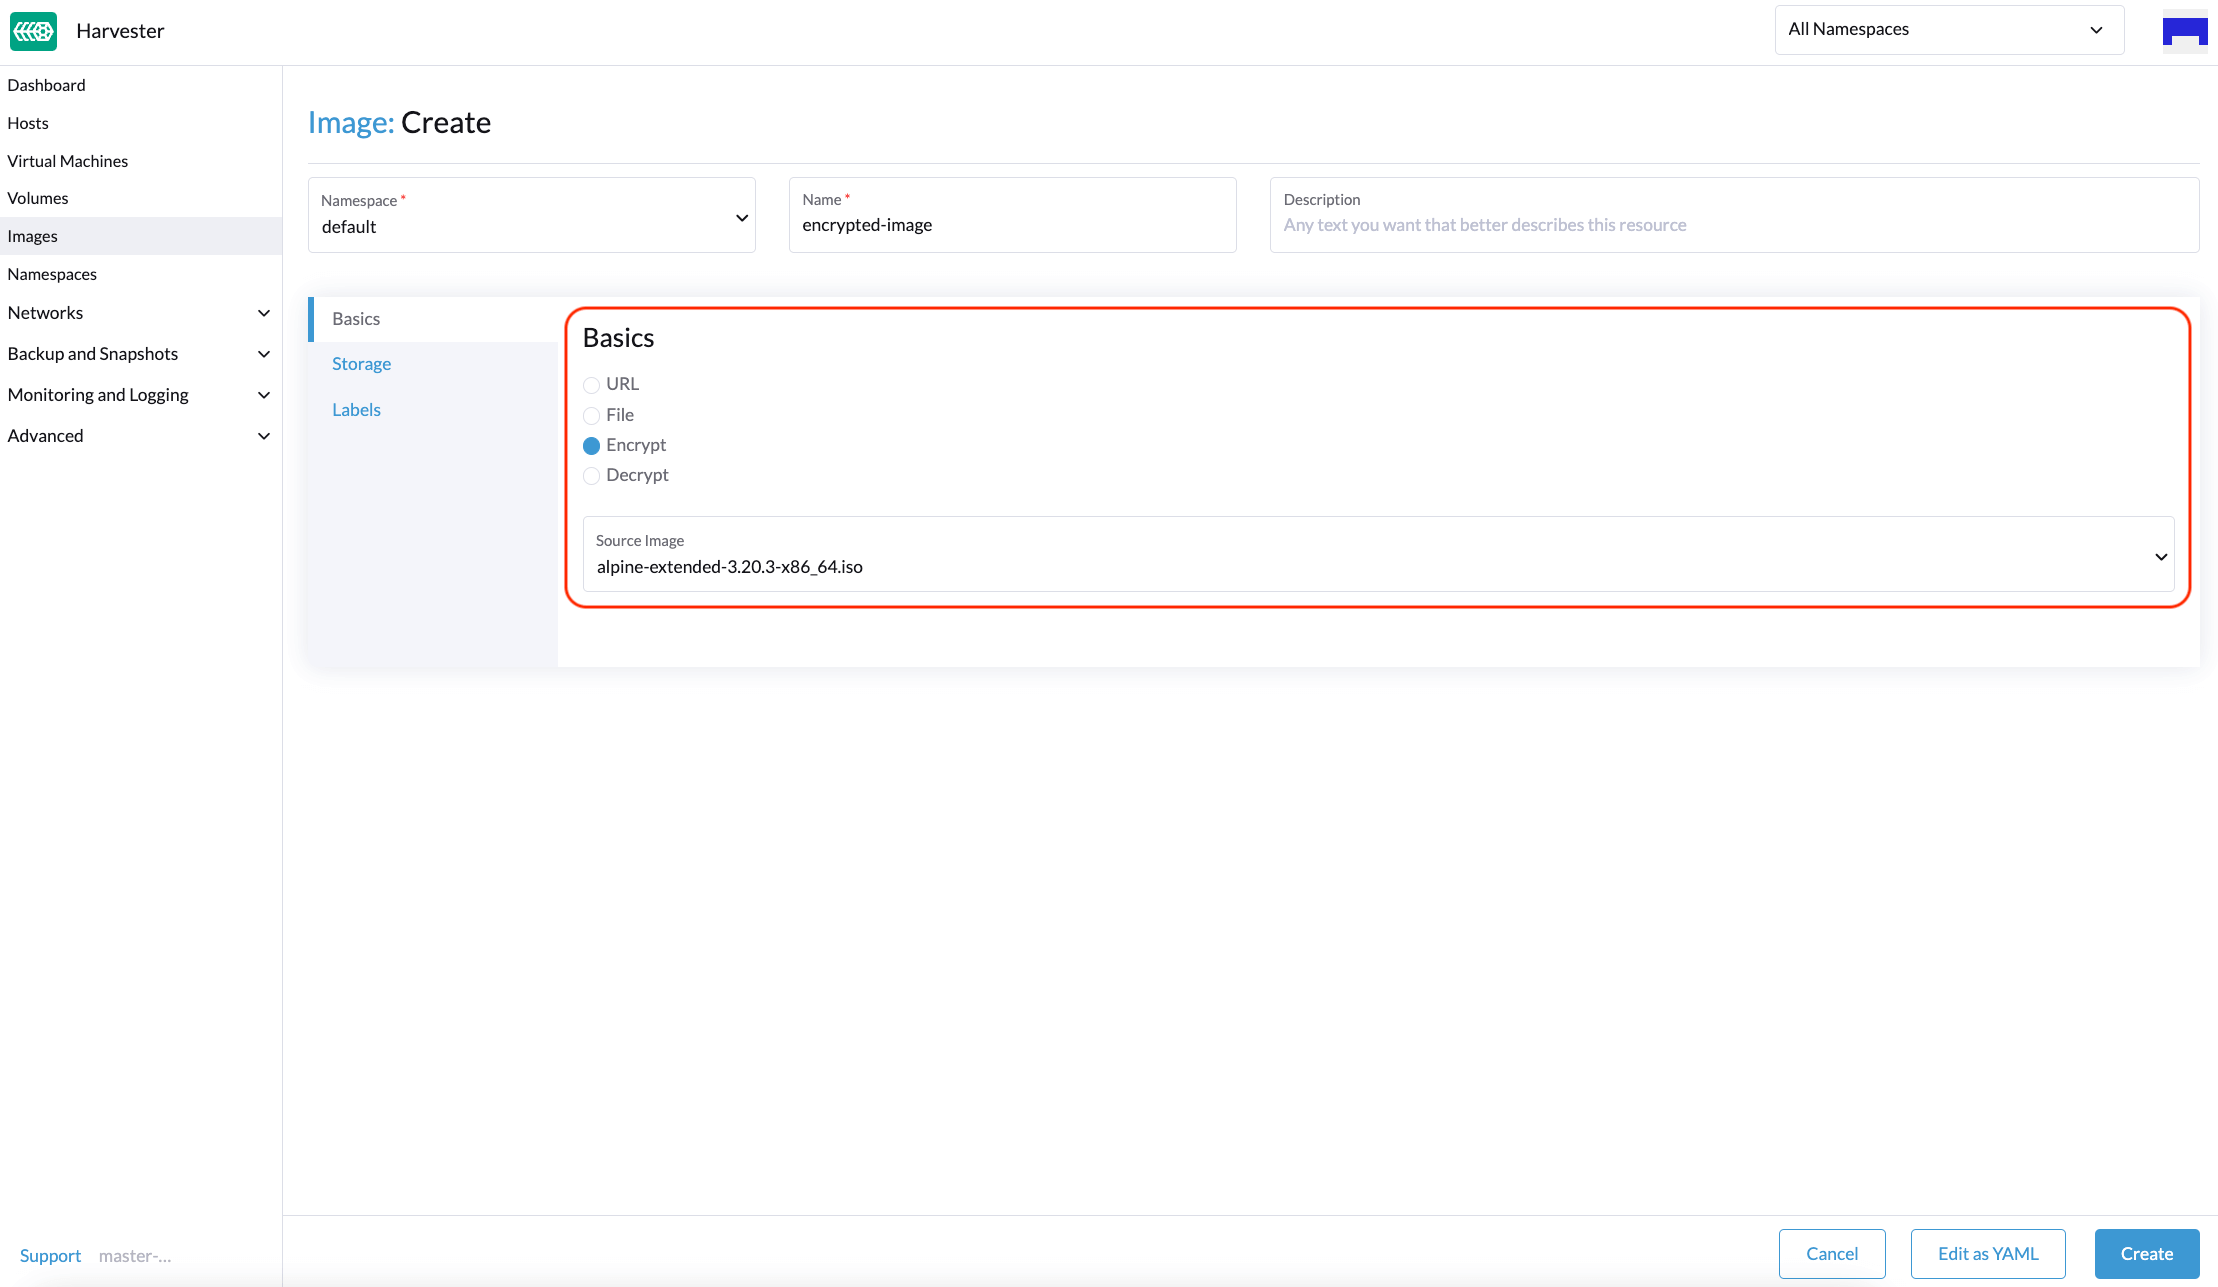 Harvester
All Namespaces
Dashboard
Hosts
Virtual Machines
Volumes
Images
Namespaces
Networks
Backup and Snapshots
Monitoring and Logging
Advanced
Image: Create
Namespace *
default
Name *
encrypted-image
Description
Any text you want that better describes this resource
Basics
Storage
Labels
Basics
URL
File
Encrypt
Decrypt
Source Image
alpine-extended-3.20.3-x86_64.iso
Support master-...
Cancel
Edit as YAML
Create